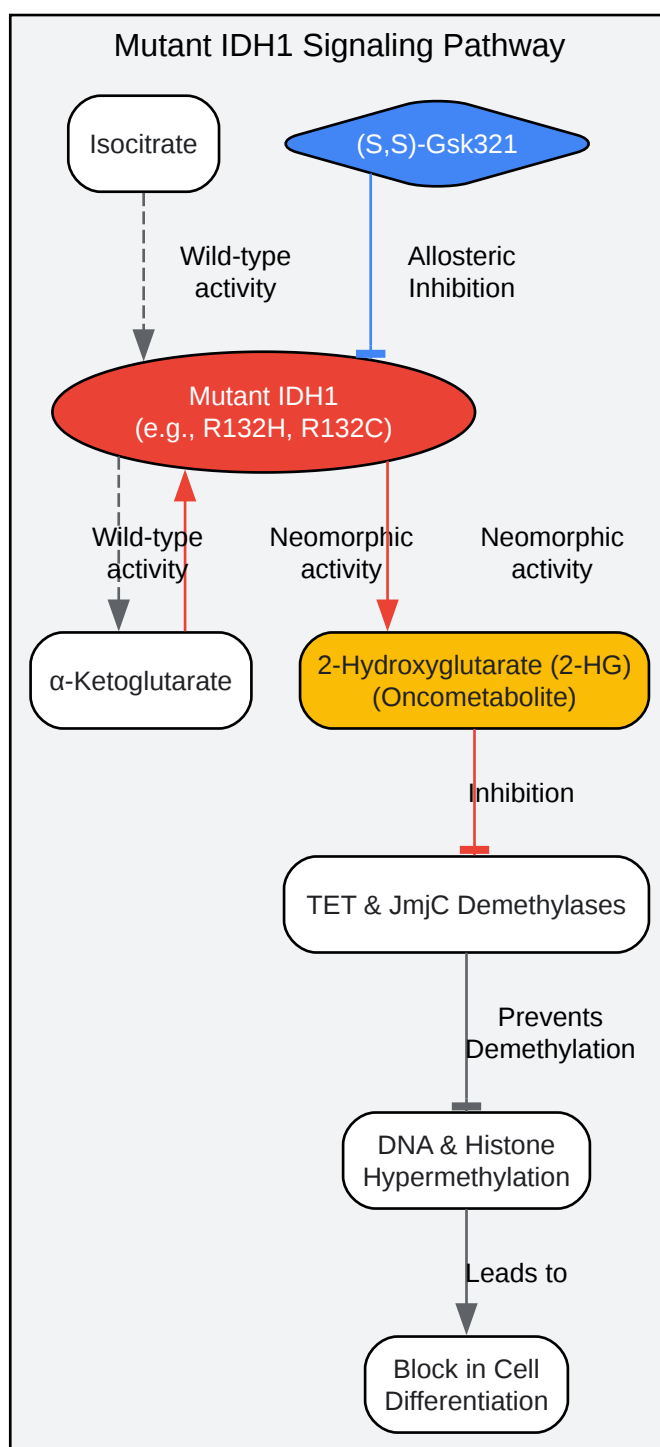 Mutant IDH1 Signaling Pathway
Isocitrate
(S,S)-Gsk321
Wild-type
activity
Allosteric
Inhibition
Mutant IDH1
(e.g., R132H, R132C)
Wild-type
activity
Neomorphic
activity
Neomorphic
activity
α-Ketoglutarate
2-Hydroxyglutarate (2-HG)
(Oncometabolite)
Inhibition
TET & JmjC Demethylases
Prevents
Demethylation
DNA & Histone
Hypermethylation
Leads to
Block in Cell
Differentiation